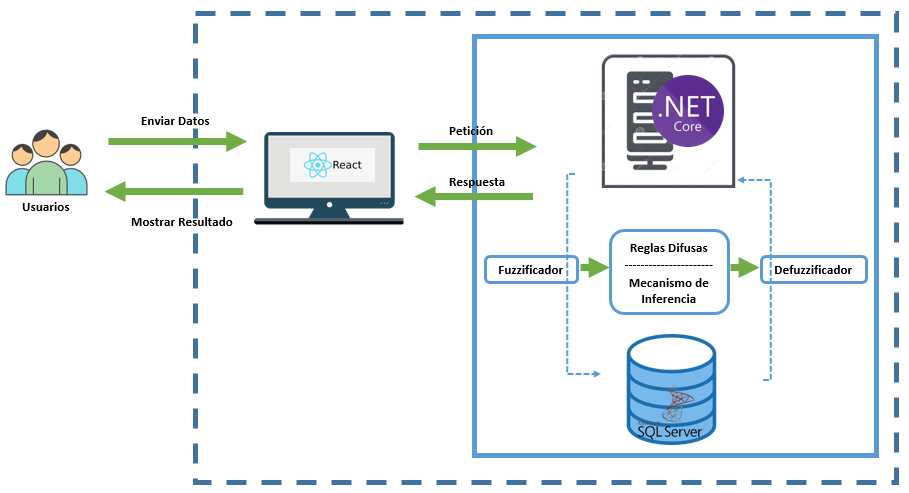 Enviar Datos
Mostrar Resultado
Usuarios
React
Petición
Respuesta
.NET
Core
Fuzzificador
Reglas Difusas
Mecanismo de
Inferencia
Defuzzificador
SQL Server